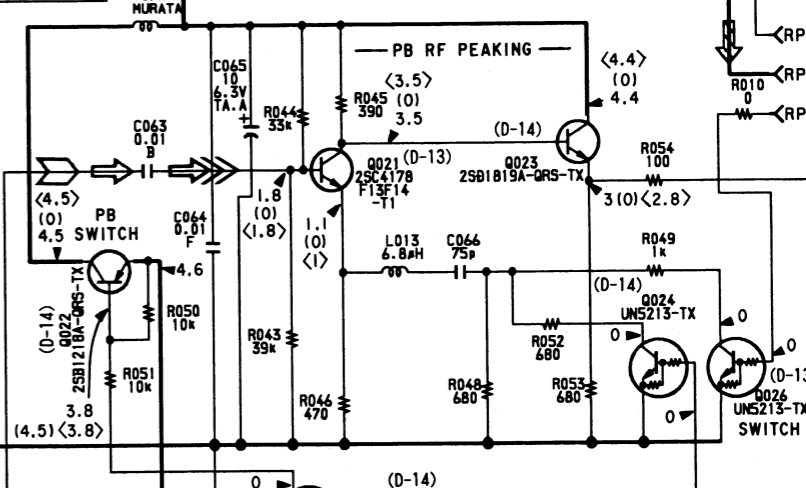 MURATA
C065
10
6.3V
TA.A
+
PB RF PEAKING
<4.4>
(0)
4.4
RP
RP
RP
R010
0
C063
0.01
B
R044
33k
R045
390
<3.5>
(0)
3.5
(D-14)
(D-13)
Q021
2SC4178
F13F14
-T1
Q023
2SD1819A-QRS-TX
R054
100
<4.5>
(0)
4.5
PB
SWITCH
C064
0.01
F
1.8
(0)
<1.8>
1.1
(0)
<1>
3(0)<2.8>
L013
6.8µH
C066
75p
R049
1k
4.6
(D-14)
Q022
2SB1218A-QRS-TX
R050
10k
(D-14)
Q024
UN5213-TX
0
0
0
R043
39k
R052
680
R051
10k
R046
470
R048
680
R053
680
(D-13
Q026
UN5213-TX
SWITCH
3.8
(4.5)<3.8>
0
0
(D-14)